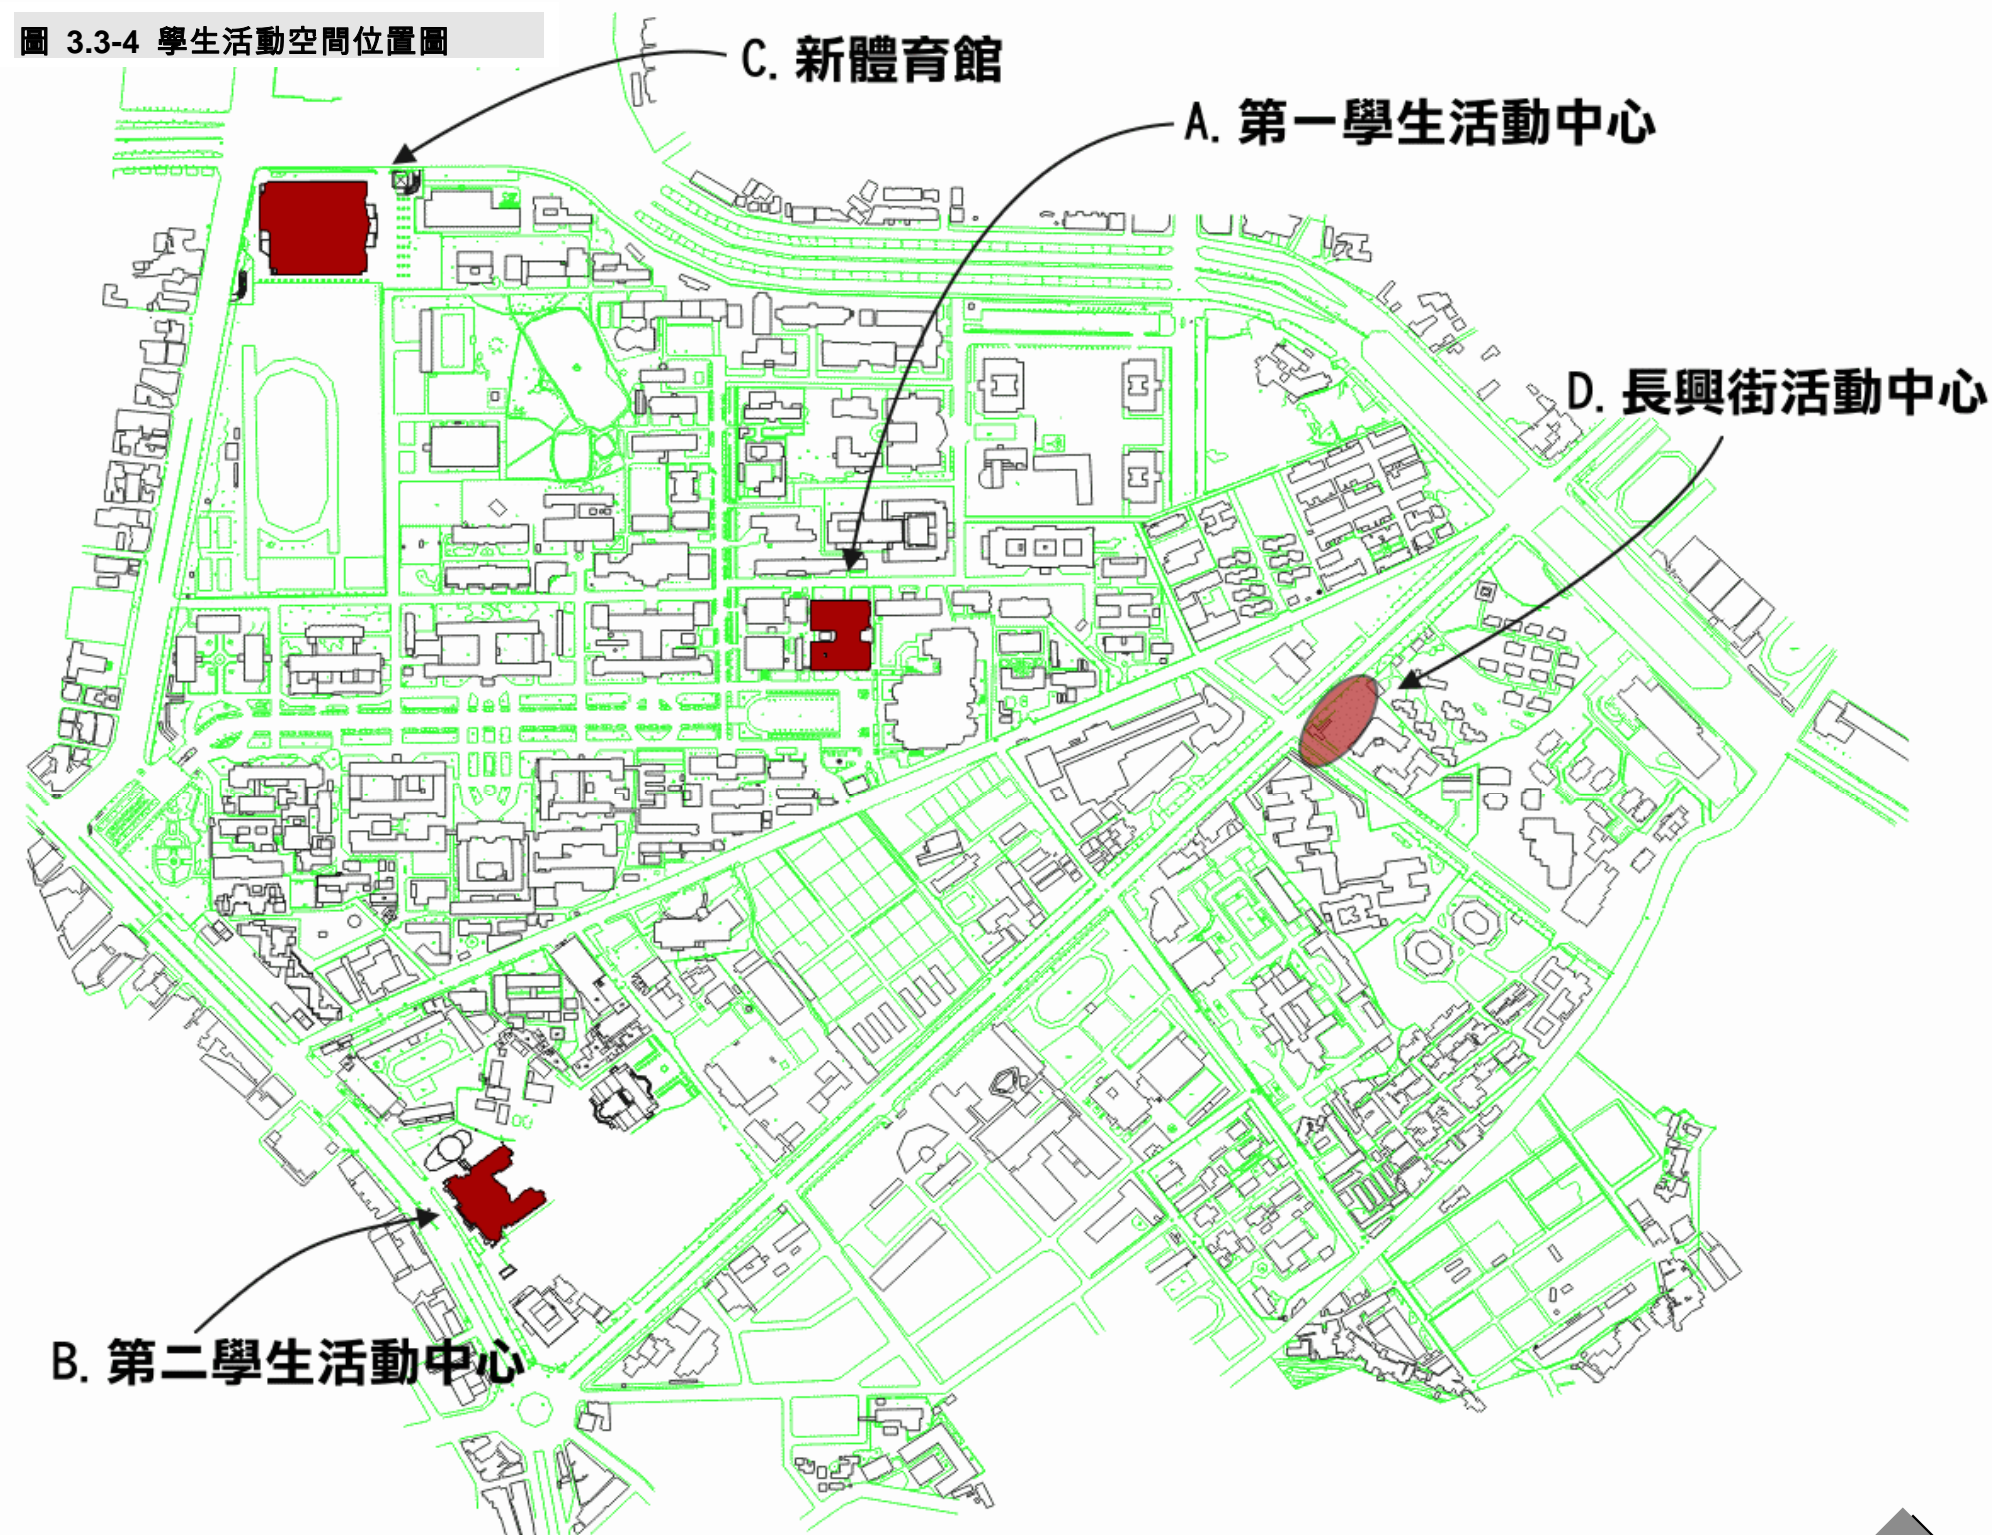 圖 3.3-4 學生活動空間位置圖
C. 新體育館
A. 第一學生活動中心
D. 長興街活動中心
B. 第二學生活動中心